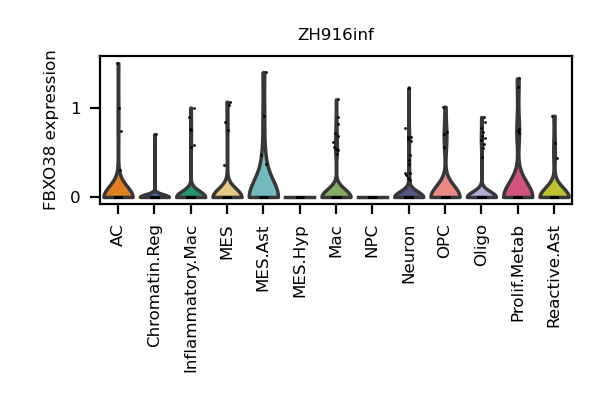 ZH916inf
FBXO38 expression
1
0
AC
Chromatin.Reg
Inflammatory.Mac
MES
MES.Ast
MES.Hyp
Mac
NPC
Neuron
OPC
Oligo
Prolif.Metab
Reactive.Ast